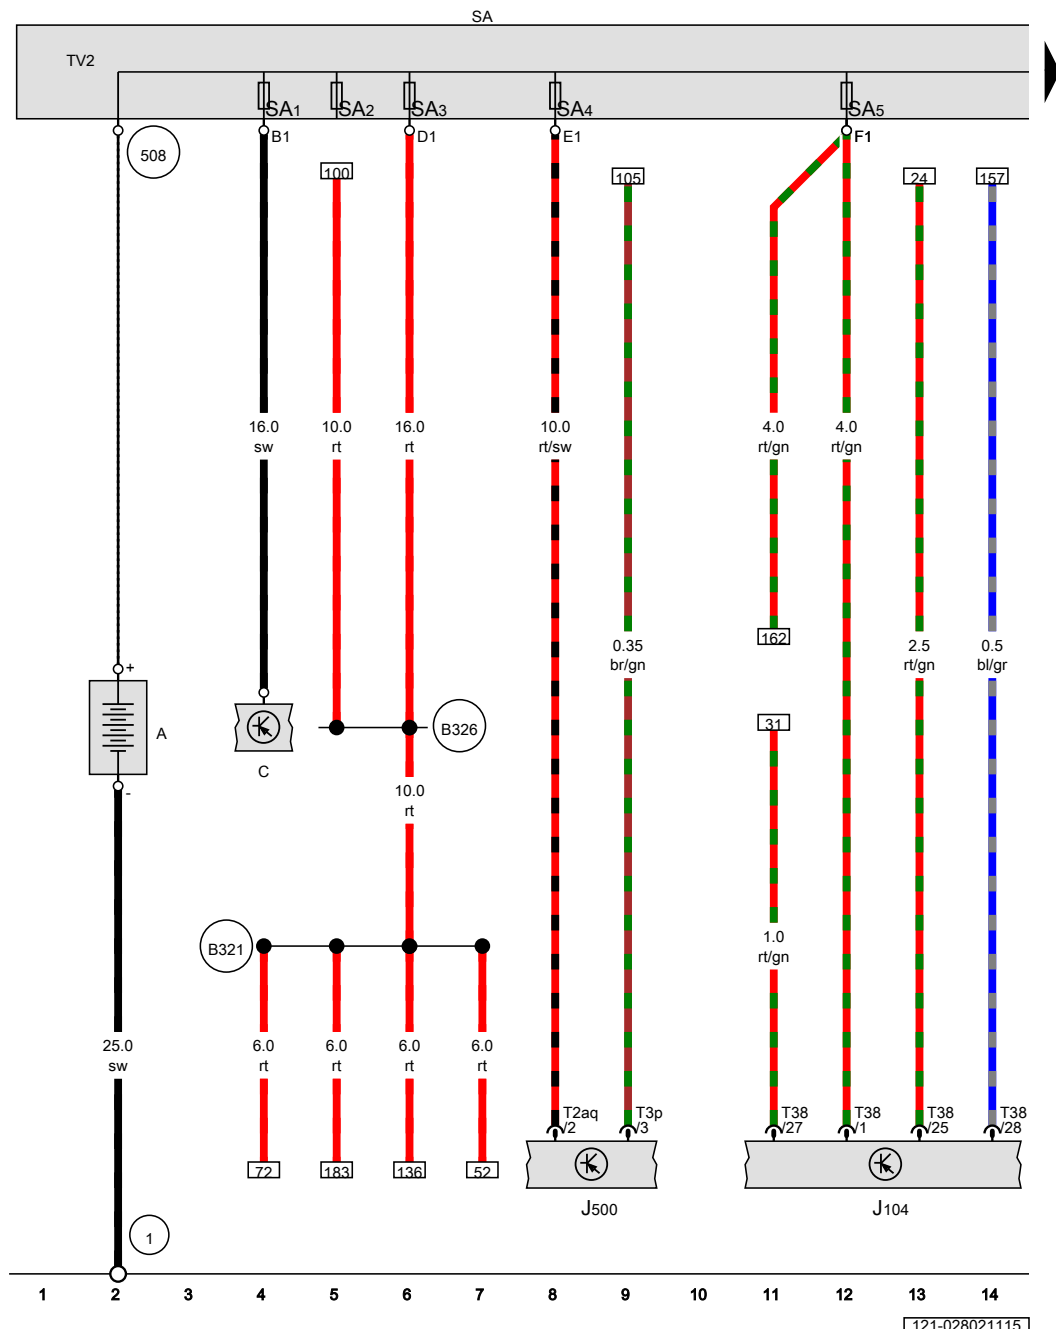 SA
TV2
SA1 SA2 SA3 SA4 SA5
508 B1 D1 E1 F1
100 105 24 157
16.0 10.0 16.0 10.0 4.0 4.0
sw rt rt rt/sw rt/gn rt/gn
162 0.35 2.5 0.5
br/gn rt/gn bl/gr
+
A B326 31
C
-
10.0
rt
B321 1.0
rt/gn
25.0 6.0 6.0 6.0 6.0
sw rt rt rt rt
T2aq T3p T38 T38 T38 T38
/2 /3 /27 /1 /25 /28
72 183 136 52
J500 J104
1
1 2 3 4 5 6 7 8 9 10 11 12 13 14
121-028021115